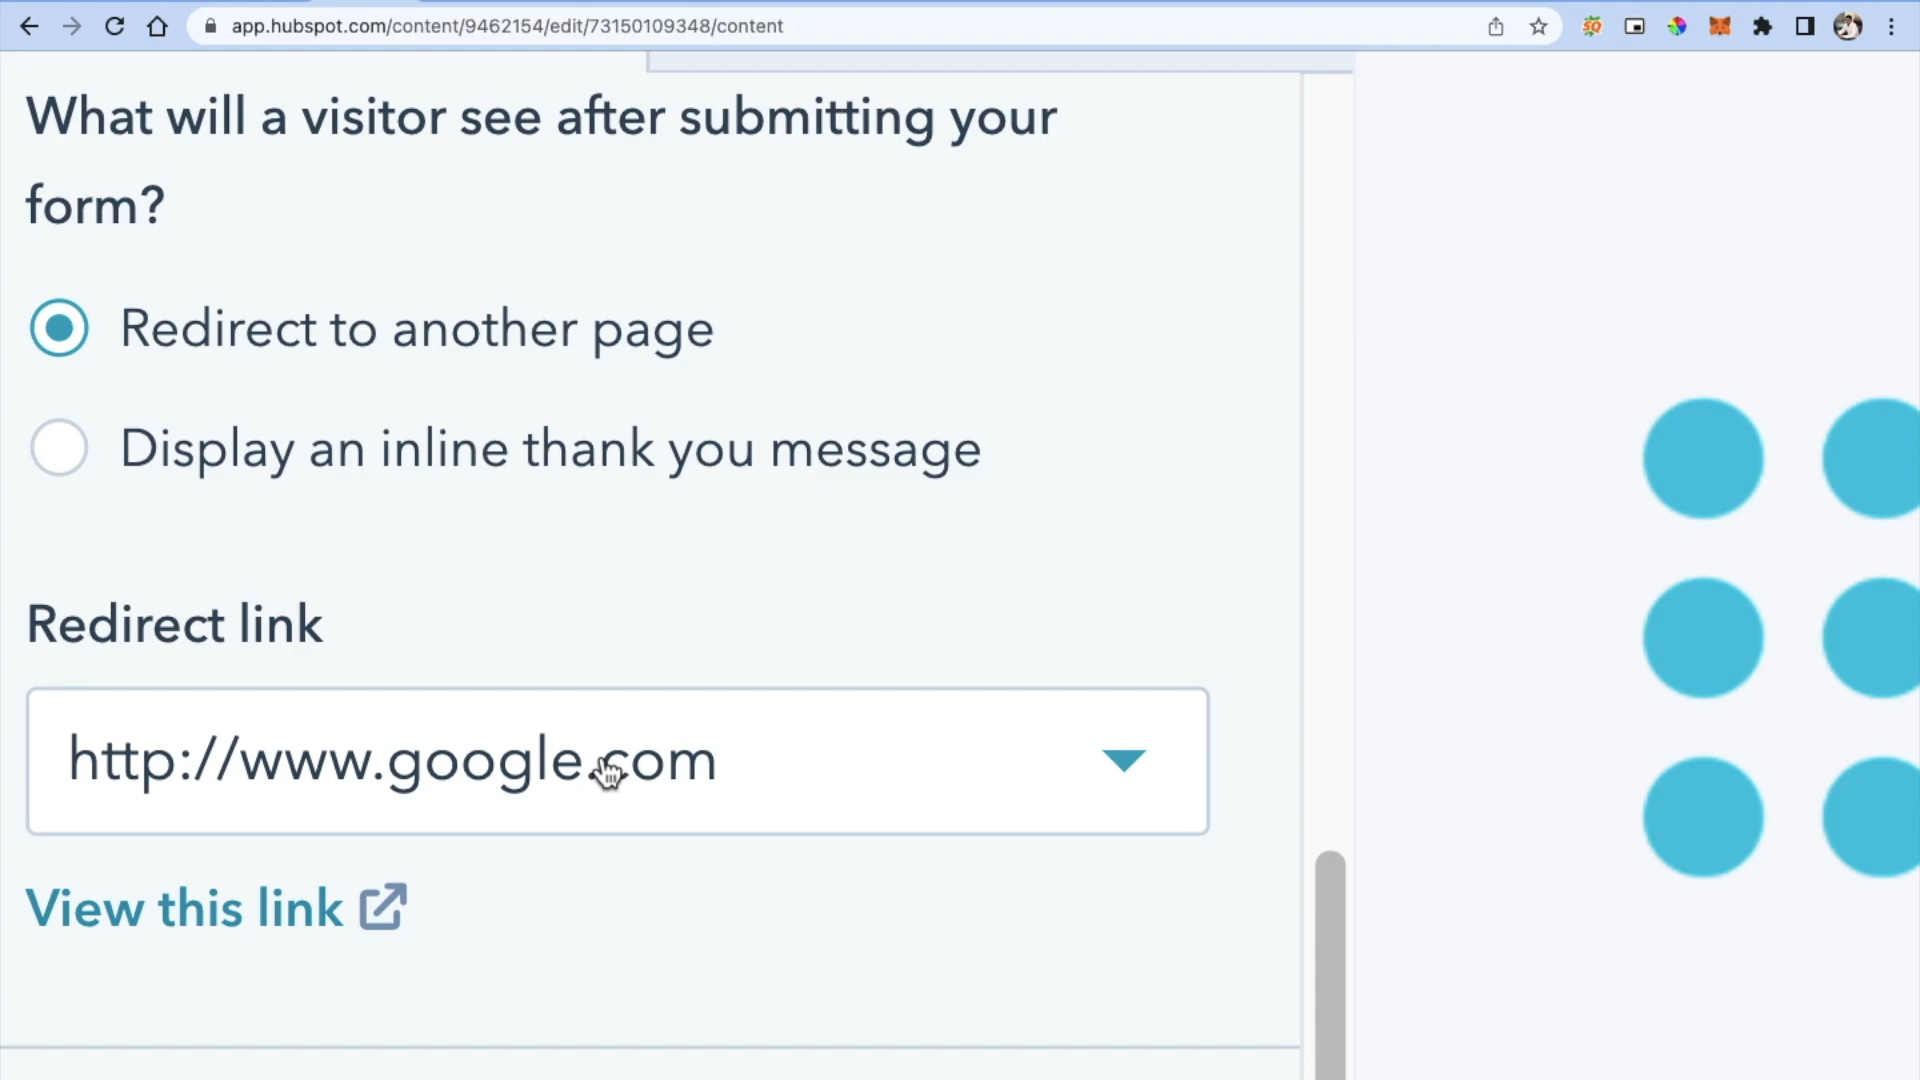 app.hubspot.com/content/9462154/edit/73150109348/content
SQ
What will a visitor see after submitting your
form?
Redirect to another page
Display an inline thank you message
Redirect link
http://www.google.com
View this link